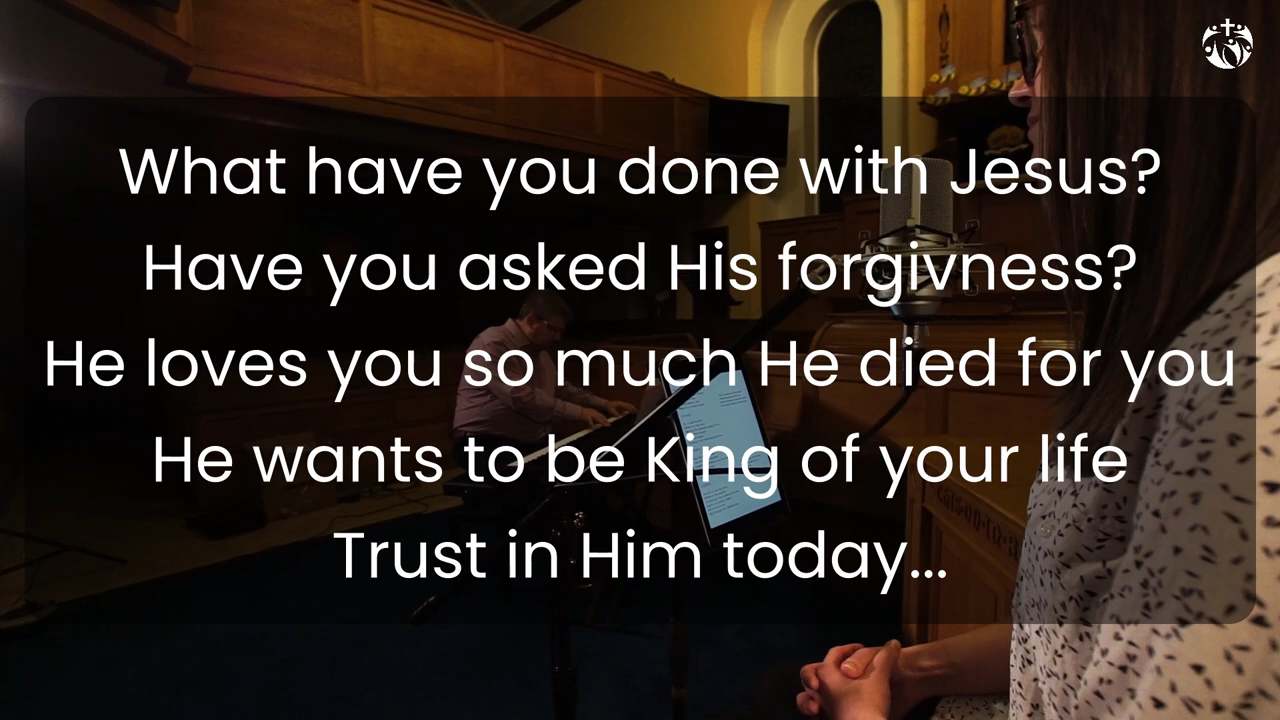 What have you done with Jesus?
Have you asked His forgivness?
He loves you so much He died for you
He wants to be King of your life
Trust in Him today...